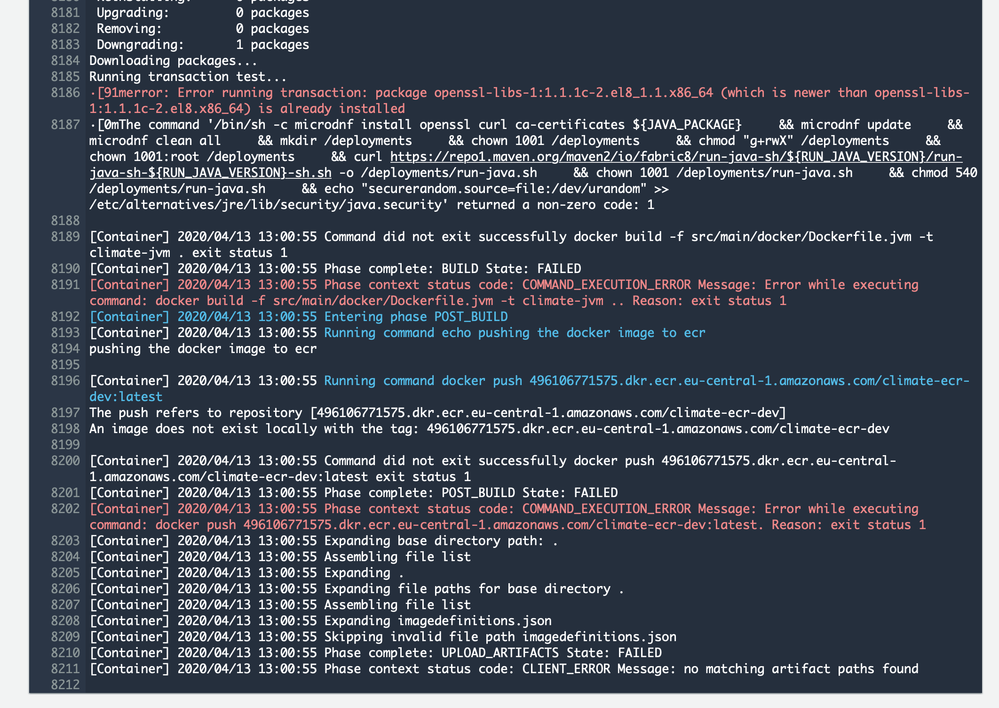 8181 Upgrading: 0 packages
8182 Removing: 0 packages
8183 Downgrading: 1 packages
8184 Downloading packages...
8185 Running transaction test...
8186 ·[91merror: Error running transaction: package openssl-libs-1:1.1.1c-2.el8_1.1.x86_64 (which is newer than openssl-libs-
1:1.1.1c-2.el8.x86_64) is already installed
8187 ·[0mThe command '/bin/sh -c microdnf install openssl curl ca-certificates ${JAVA_PACKAGE}     && microdnf update     &&
microdnf clean all     && mkdir /deployments     && chown 1001 /deployments     && chmod "g+rwX" /deployments     &&
chown 1001:root /deployments     && curl https://repo1.maven.org/maven2/io/fabric8/run-java-sh/${RUN_JAVA_VERSION}/run-
java-sh-${RUN_JAVA_VERSION}-sh.sh -o /deployments/run-java.sh     && chown 1001 /deployments/run-java.sh     && chmod 540
/deployments/run-java.sh     && echo "securerandom.source=file:/dev/urandom" >>
/etc/alternatives/jre/lib/security/java.security' returned a non-zero code: 1
8188
8189 [Container] 2020/04/13 13:00:55 Command did not exit successfully docker build -f src/main/docker/Dockerfile.jvm -t
climate-jvm . exit status 1
8190 [Container] 2020/04/13 13:00:55 Phase complete: BUILD State: FAILED
8191 [Container] 2020/04/13 13:00:55 Phase context status code: COMMAND_EXECUTION_ERROR Message: Error while executing
command: docker build -f src/main/docker/Dockerfile.jvm -t climate-jvm .. Reason: exit status 1
8192 [Container] 2020/04/13 13:00:55 Entering phase POST_BUILD
8193 [Container] 2020/04/13 13:00:55 Running command echo pushing the docker image to ecr
8194 pushing the docker image to ecr
8195
8196 [Container] 2020/04/13 13:00:55 Running command docker push 496106771575.dkr.ecr.eu-central-1.amazonaws.com/climate-ecr-
dev:latest
8197 The push refers to repository [496106771575.dkr.ecr.eu-central-1.amazonaws.com/climate-ecr-dev]
8198 An image does not exist locally with the tag: 496106771575.dkr.ecr.eu-central-1.amazonaws.com/climate-ecr-dev
8199
8200 [Container] 2020/04/13 13:00:55 Command did not exit successfully docker push 496106771575.dkr.ecr.eu-central-
1.amazonaws.com/climate-ecr-dev:latest exit status 1
8201 [Container] 2020/04/13 13:00:55 Phase complete: POST_BUILD State: FAILED
8202 [Container] 2020/04/13 13:00:55 Phase context status code: COMMAND_EXECUTION_ERROR Message: Error while executing
command: docker push 496106771575.dkr.ecr.eu-central-1.amazonaws.com/climate-ecr-dev:latest. Reason: exit status 1
8203 [Container] 2020/04/13 13:00:55 Expanding base directory path: .
8204 [Container] 2020/04/13 13:00:55 Assembling file list
8205 [Container] 2020/04/13 13:00:55 Expanding .
8206 [Container] 2020/04/13 13:00:55 Expanding file paths for base directory .
8207 [Container] 2020/04/13 13:00:55 Assembling file list
8208 [Container] 2020/04/13 13:00:55 Expanding imagedefinitions.json
8209 [Container] 2020/04/13 13:00:55 Skipping invalid file path imagedefinitions.json
8210 [Container] 2020/04/13 13:00:55 Phase complete: UPLOAD_ARTIFACTS State: FAILED
8211 [Container] 2020/04/13 13:00:55 Phase context status code: CLIENT_ERROR Message: no matching artifact paths found
8212